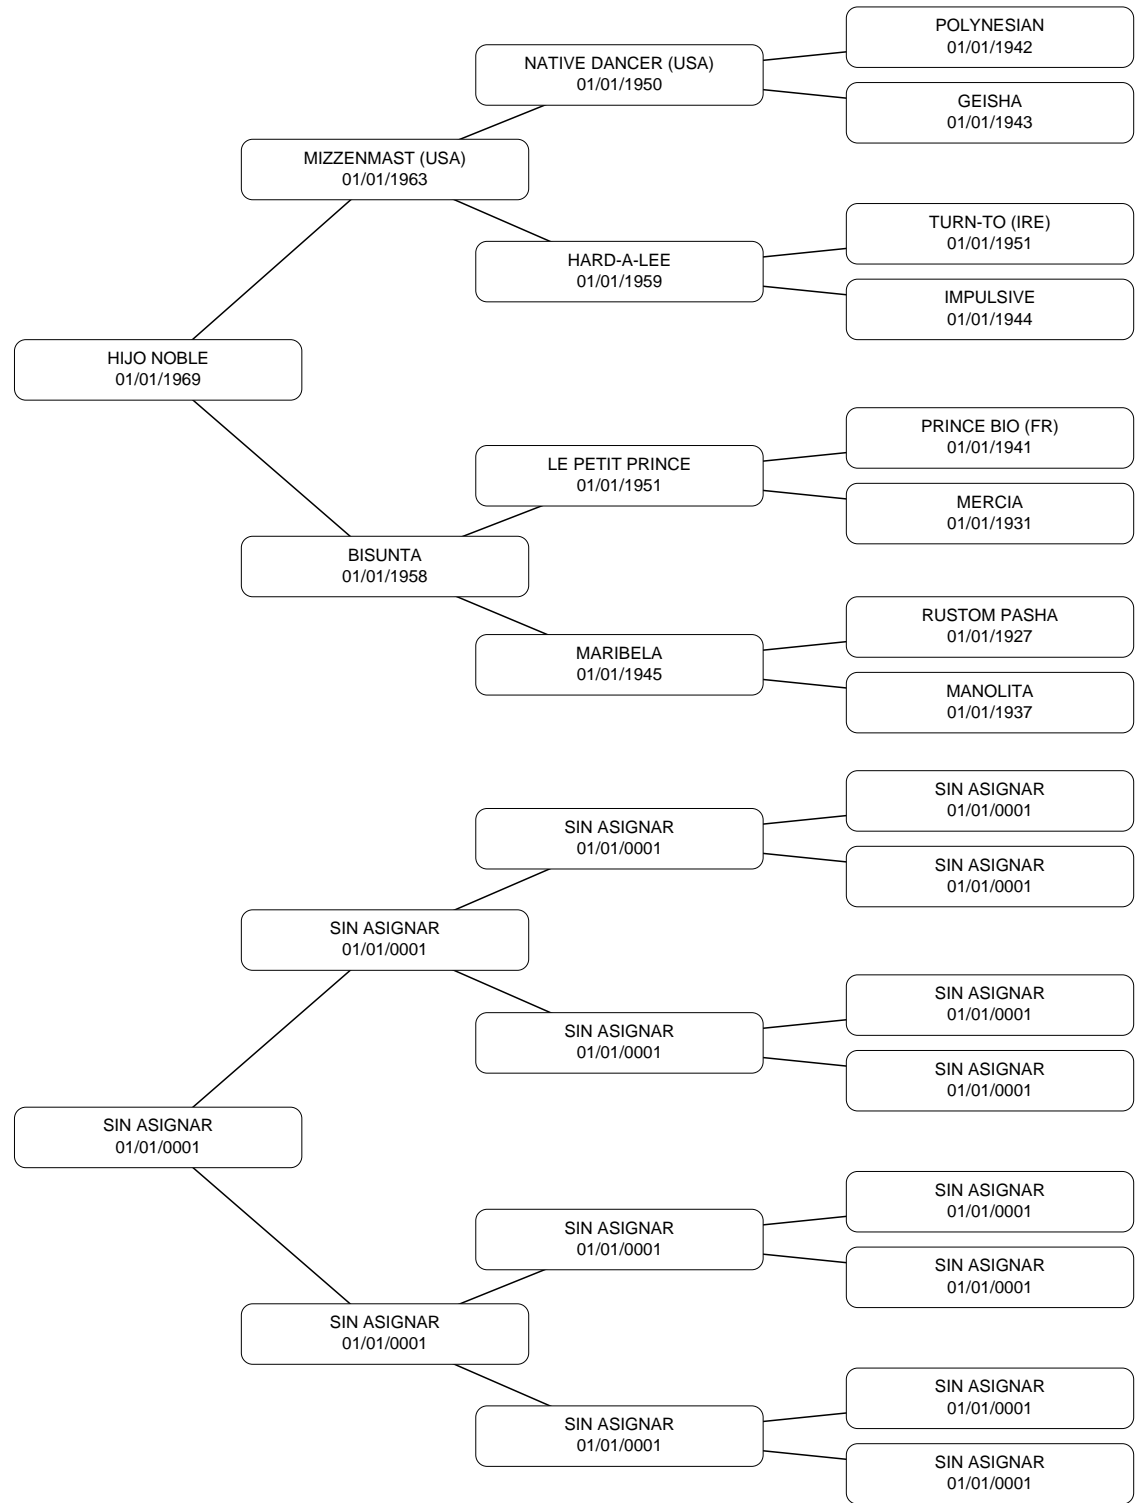 POLYNESIAN
01/01/1942
NATIVE DANCER (USA)
01/01/1950
GEISHA
01/01/1943
MIZZENMAST (USA)
01/01/1963
TURN-TO (IRE)
01/01/1951
HARD-A-LEE
01/01/1959
IMPULSIVE
01/01/1944
HIJO NOBLE
01/01/1969
PRINCE BIO (FR)
01/01/1941
LE PETIT PRINCE
01/01/1951
MERCIA
01/01/1931
BISUNTA
01/01/1958
RUSTOM PASHA
01/01/1927
MARIBELA
01/01/1945
MANOLITA
01/01/1937
SIN ASIGNAR
01/01/0001
SIN ASIGNAR
01/01/0001
SIN ASIGNAR
01/01/0001
SIN ASIGNAR
01/01/0001
SIN ASIGNAR
01/01/0001
SIN ASIGNAR
01/01/0001
SIN ASIGNAR
01/01/0001
SIN ASIGNAR
01/01/0001
SIN ASIGNAR
01/01/0001
SIN ASIGNAR
01/01/0001
SIN ASIGNAR
01/01/0001
SIN ASIGNAR
01/01/0001
SIN ASIGNAR
01/01/0001
SIN ASIGNAR
01/01/0001
SIN ASIGNAR
01/01/0001